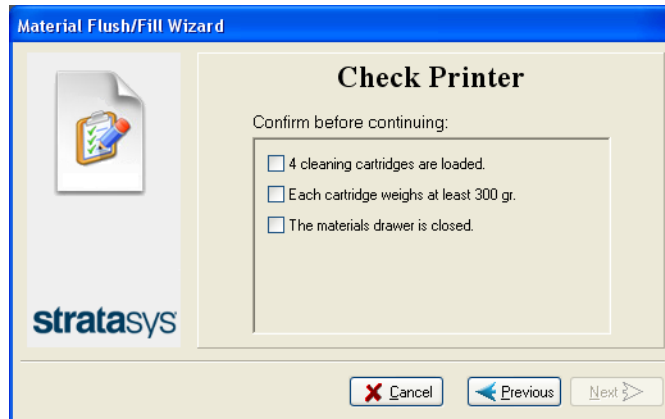 Material Flush/Fill Wizard
Check Printer
Confirm before continuing:
4 cleaning cartridges are loaded.
Each cartridge weighs at least 300 gr.
The materials drawer is closed.
stratasys
Cancel Previous Next